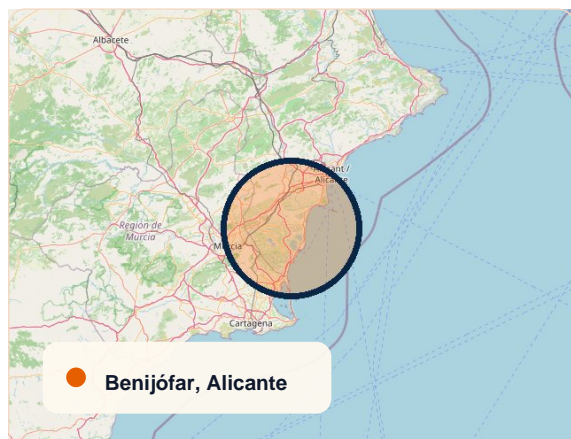 Albacete
Alacant /
Alicante
Región de
Murcia
Murcia
Cartagena
Benijófar, Alicante